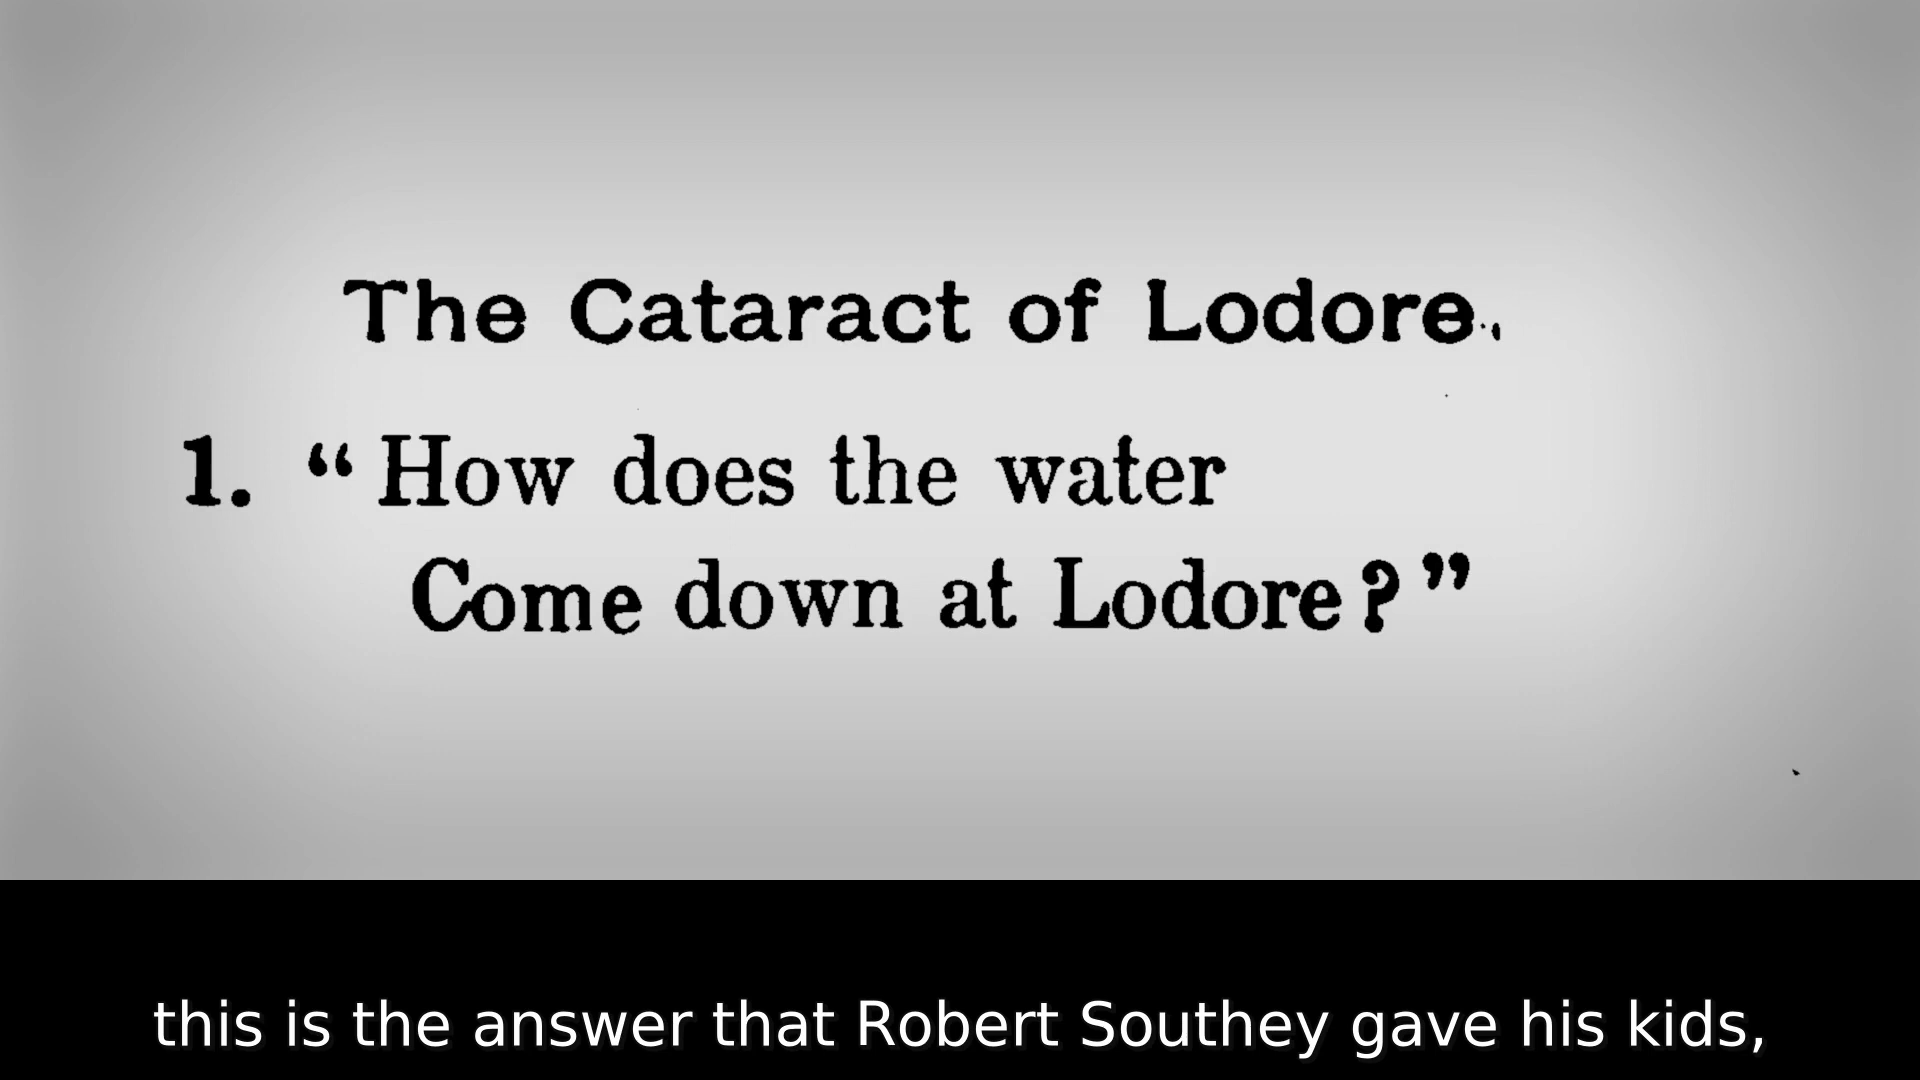 The Cataract of Lodore.
1. “How does the water
Come down at Lodore?”
this is the answer that Robert Southey gave his kids,